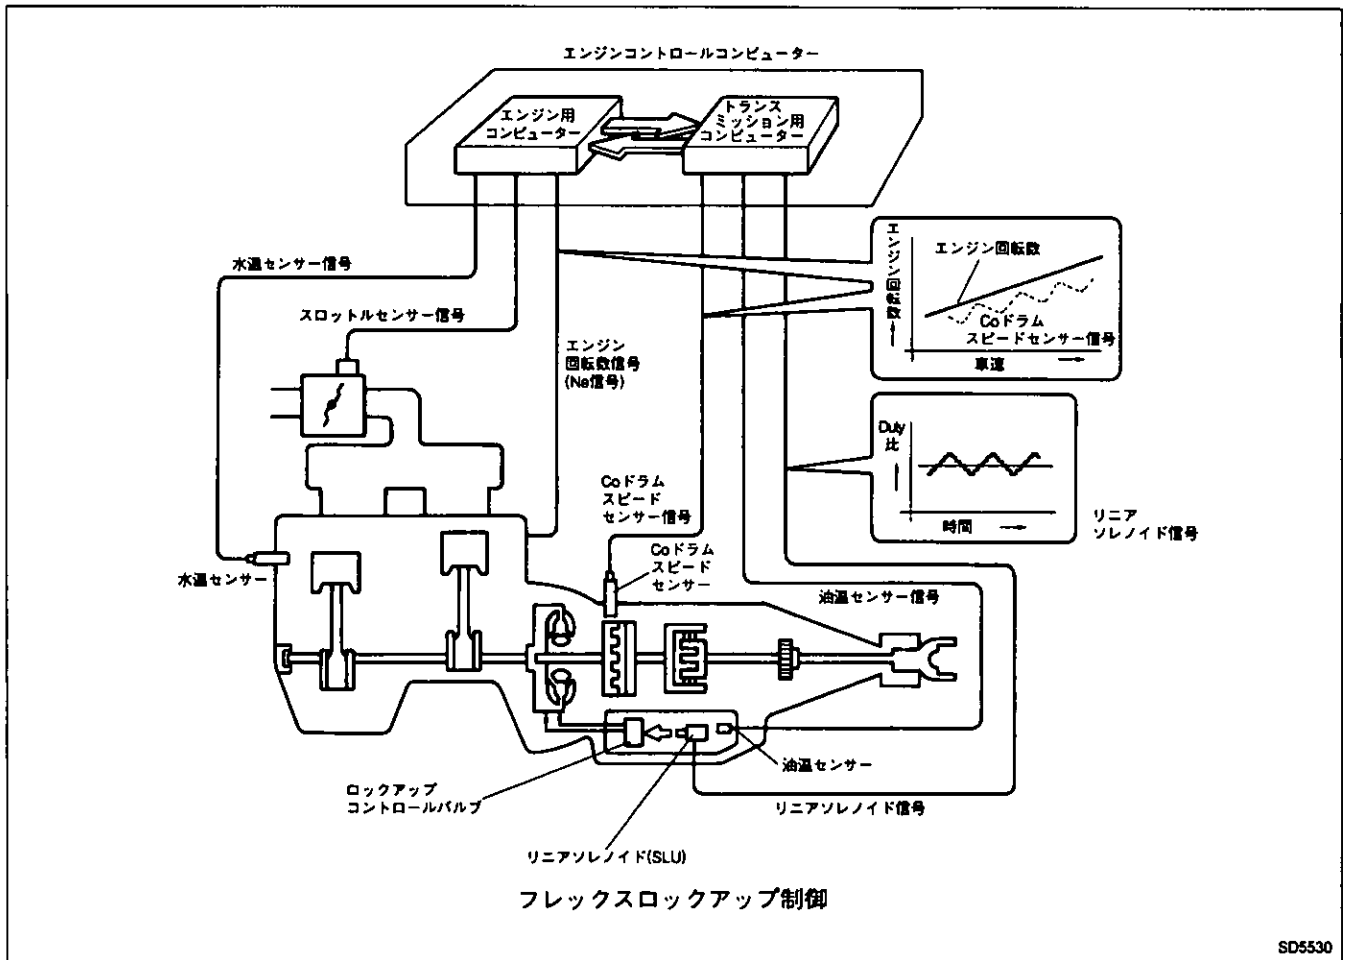 エンジンコントロールコンピューター
エンジン用
コンピューター
トランス
ミッション用
コンピューター
水温センサー信号
スロットルセンサー信号
エンジン
回転数信号
(Ne信号)
エンジン回転数
エンジン回転数
Coドラム
スピードセンサー信号
車速
Duty
比
時間
リニア
ソレノイド信号
Coドラム
スピード
センサー信号
Coドラム
スピード
センサー
水温センサー
油温センサー信号
油温センサー
ロックアップ
コントロールバルブ
リニアソレノイド信号
リニアソレノイド(SLU)
フレックスロックアップ制御
SD5530